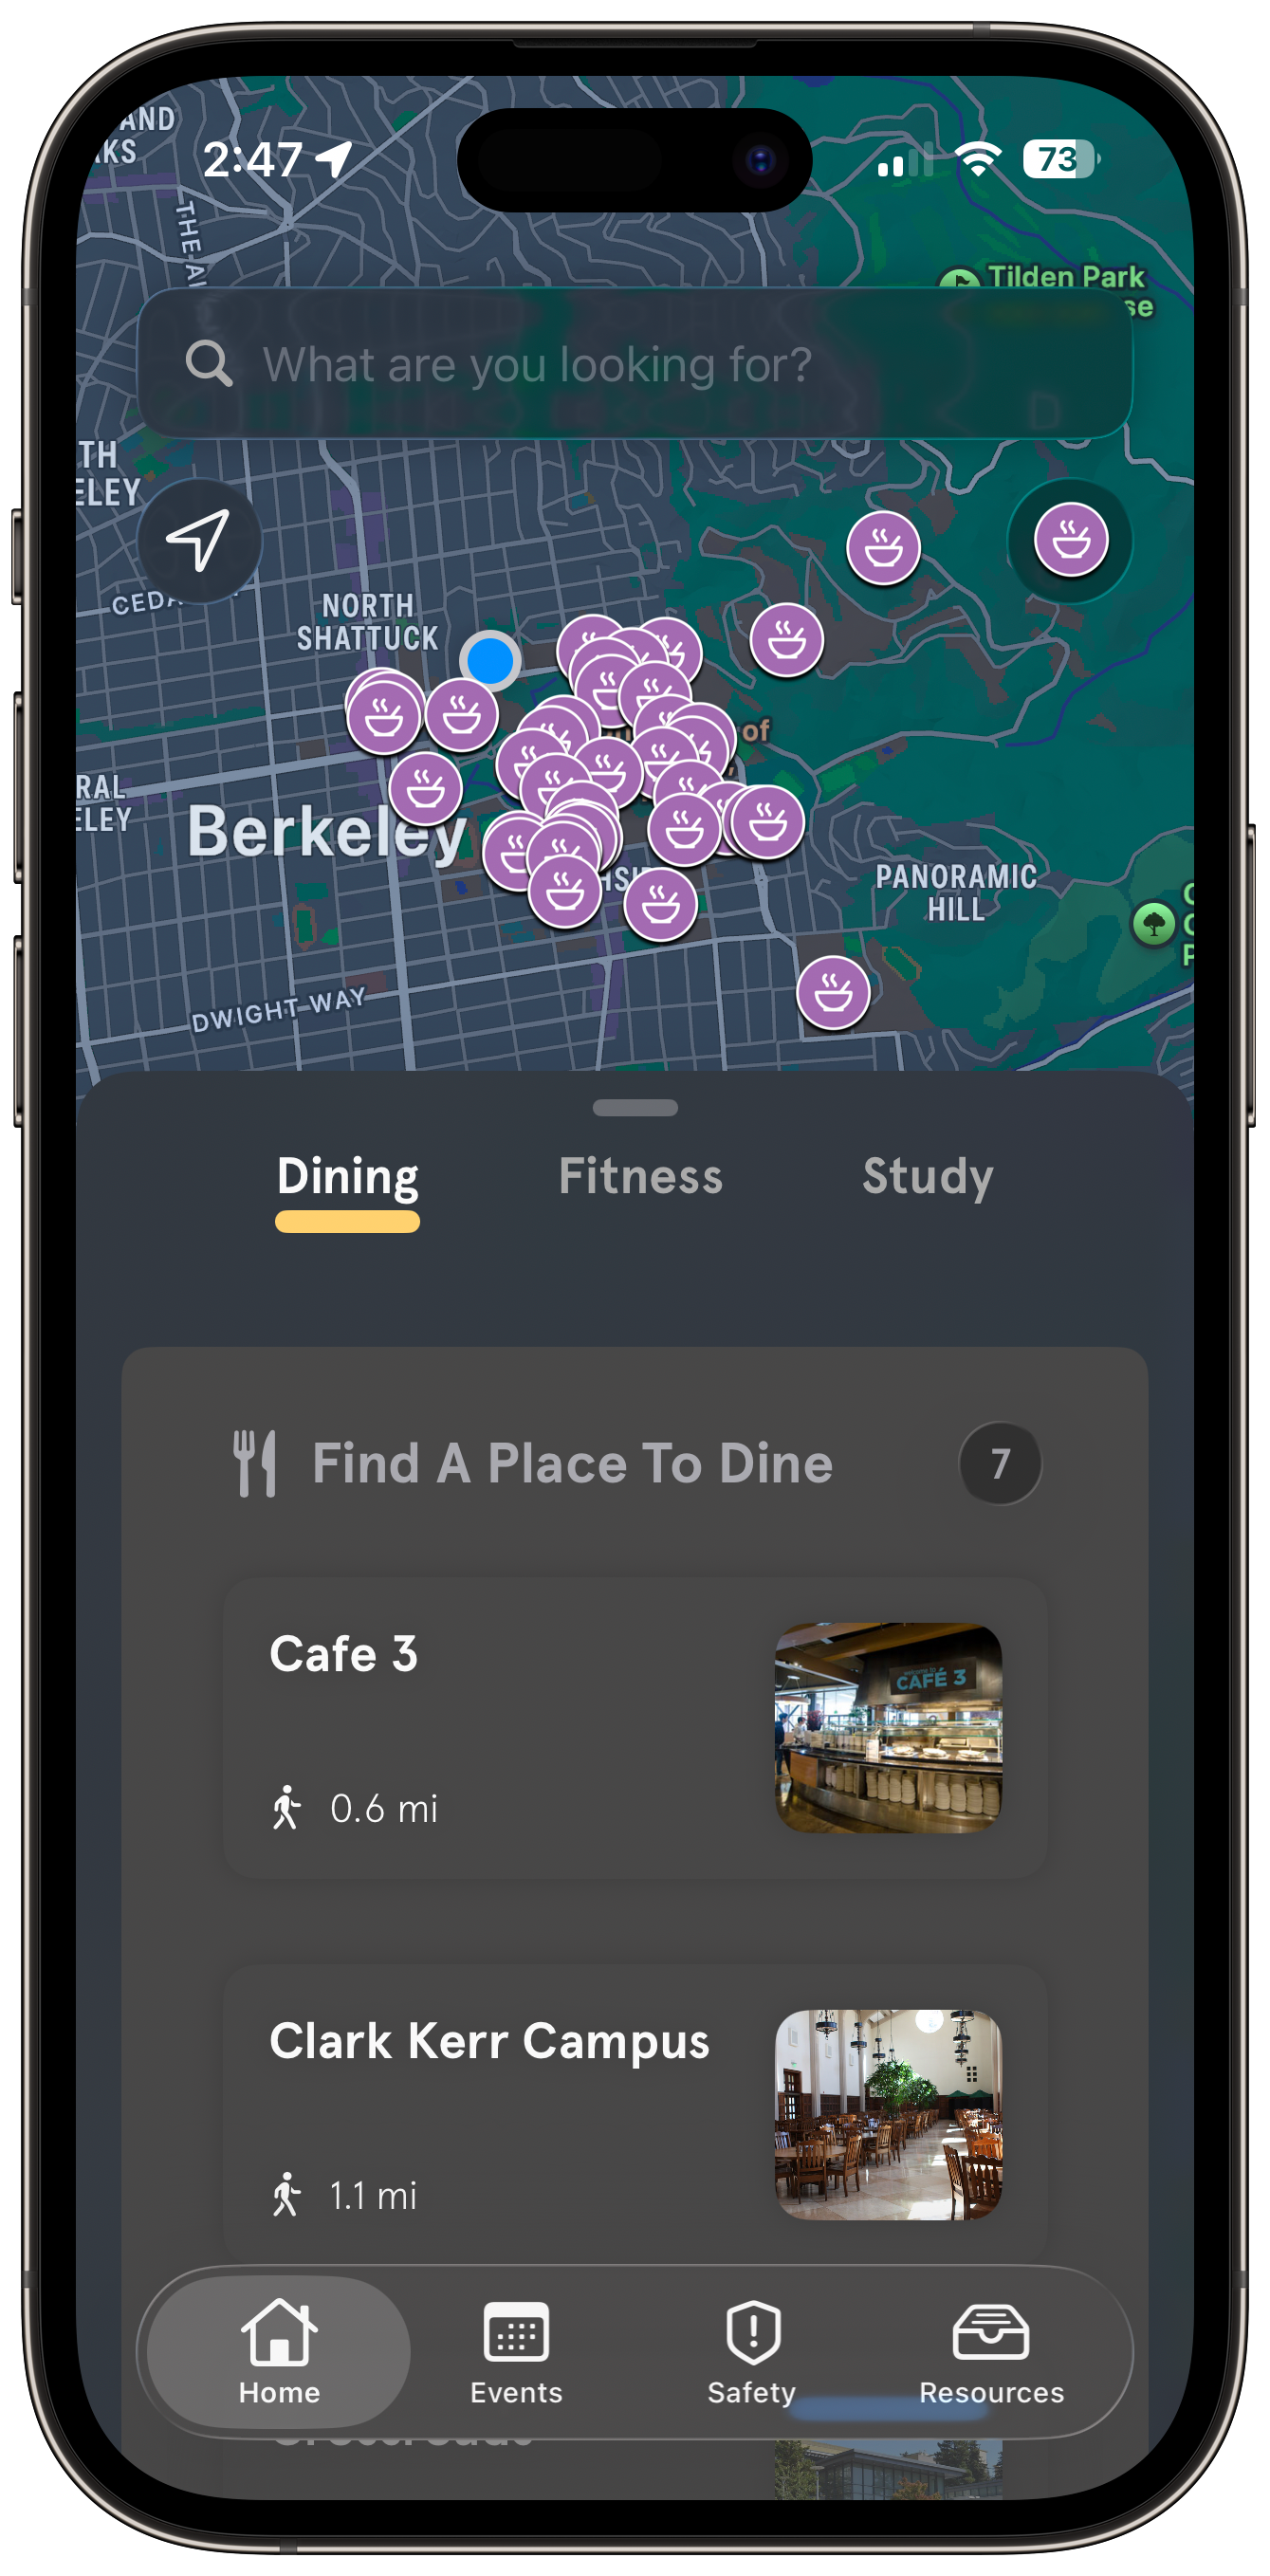 2:47
73
THE
Tilden Park
What are you looking for?
NORTH
SHATTUCK
Berkeley
PANORAMIC
HILL
DWIGHT WAY
Dining
Fitness
Study
Find A Place To Dine
7
Cafe 3
CAFÉ 3
0.6 mi
Clark Kerr Campus
1.1 mi
Home
Events
Safety
Resources